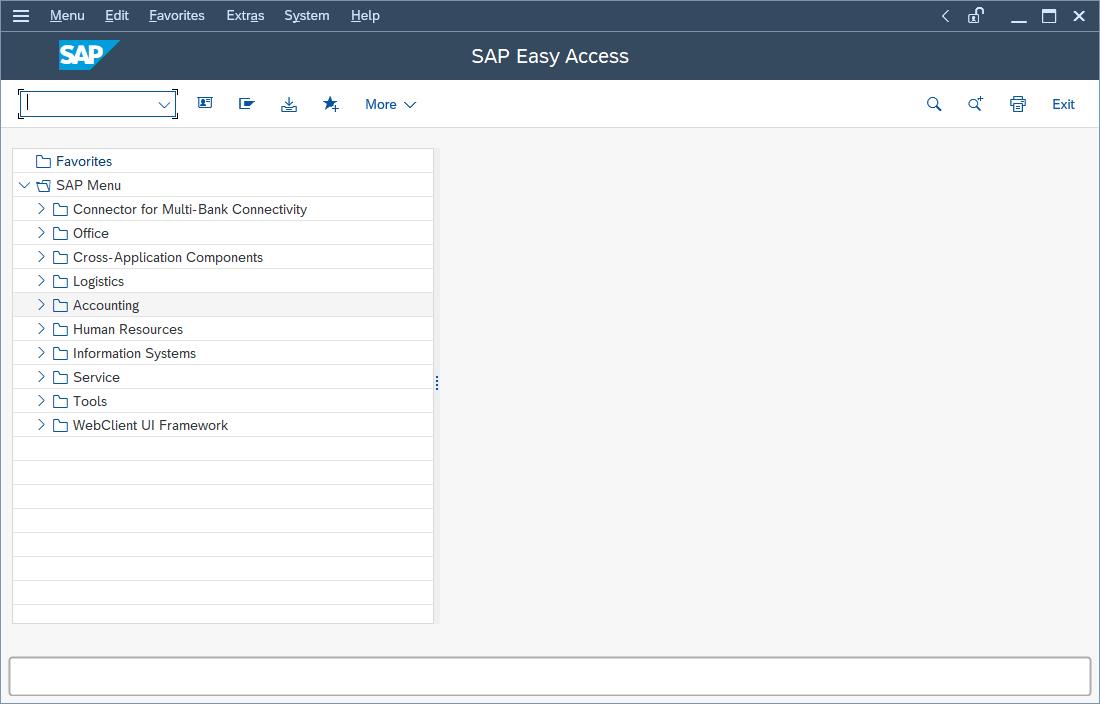 Menu Edit Favorites Extras System Help
SAP SAP Easy Access
More Exit
Favorites
SAP Menu
Connector for Multi-Bank Connectivity
Office
Cross-Application Components
Logistics
Accounting
Human Resources
Information Systems
Service
Tools
WebClient UI Framework